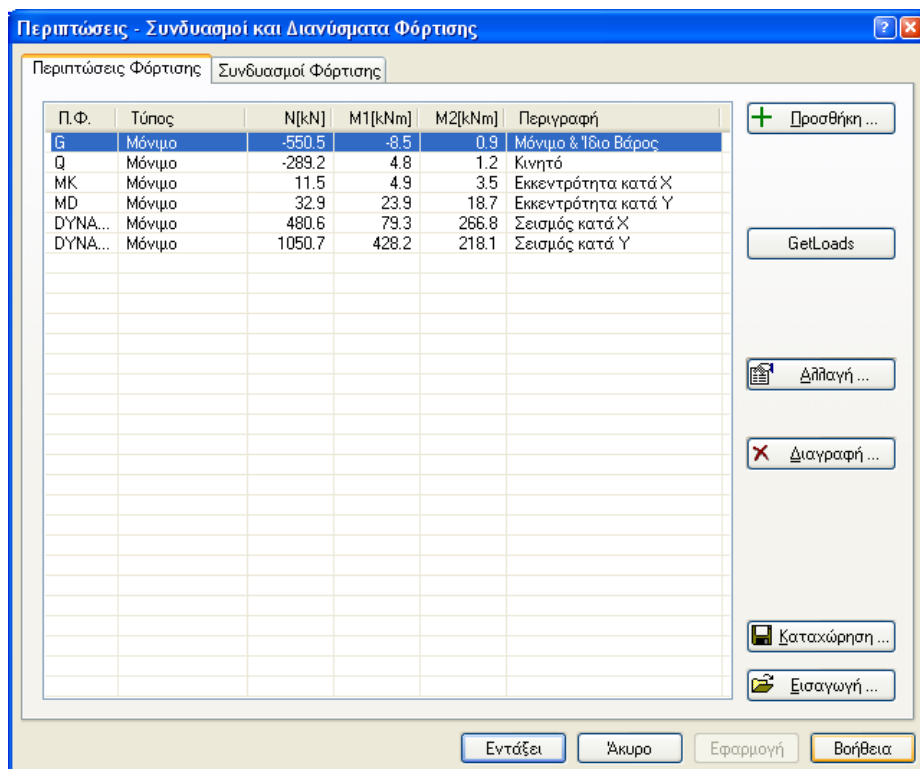 Περιπτώσεις - Συνδυασμοί και Διανύσματα Φόρτισης
Περιπτώσεις Φόρτισης Συνδυασμοί Φόρτισης
Π.Φ. Τύπος N[kN] M1[kNm] M2[kNm] Περιγραφή
G Μόνιμο -550.5 -8.5 0.9 Μόνιμο & Ίδιο Βάρος
Q Μόνιμο -289.2 4.8 1.2 Κινητό
MK Μόνιμο 11.5 4.9 3.5 Εκκεντρότητα κατά X
MD Μόνιμο 32.9 23.9 18.7 Εκκεντρότητα κατά Y
DYNA... Μόνιμο 480.6 79.3 266.8 Σεισμός κατά X
DYNA... Μόνιμο 1050.7 428.2 218.1 Σεισμός κατά Y
Προσθήκη ...
GetLoads
Αλλαγή ...
Διαγραφή ...
Καταχώρηση ...
Εισαγωγή ...
Εντάξει Άκυρο Εφαρμογή Βοήθεια